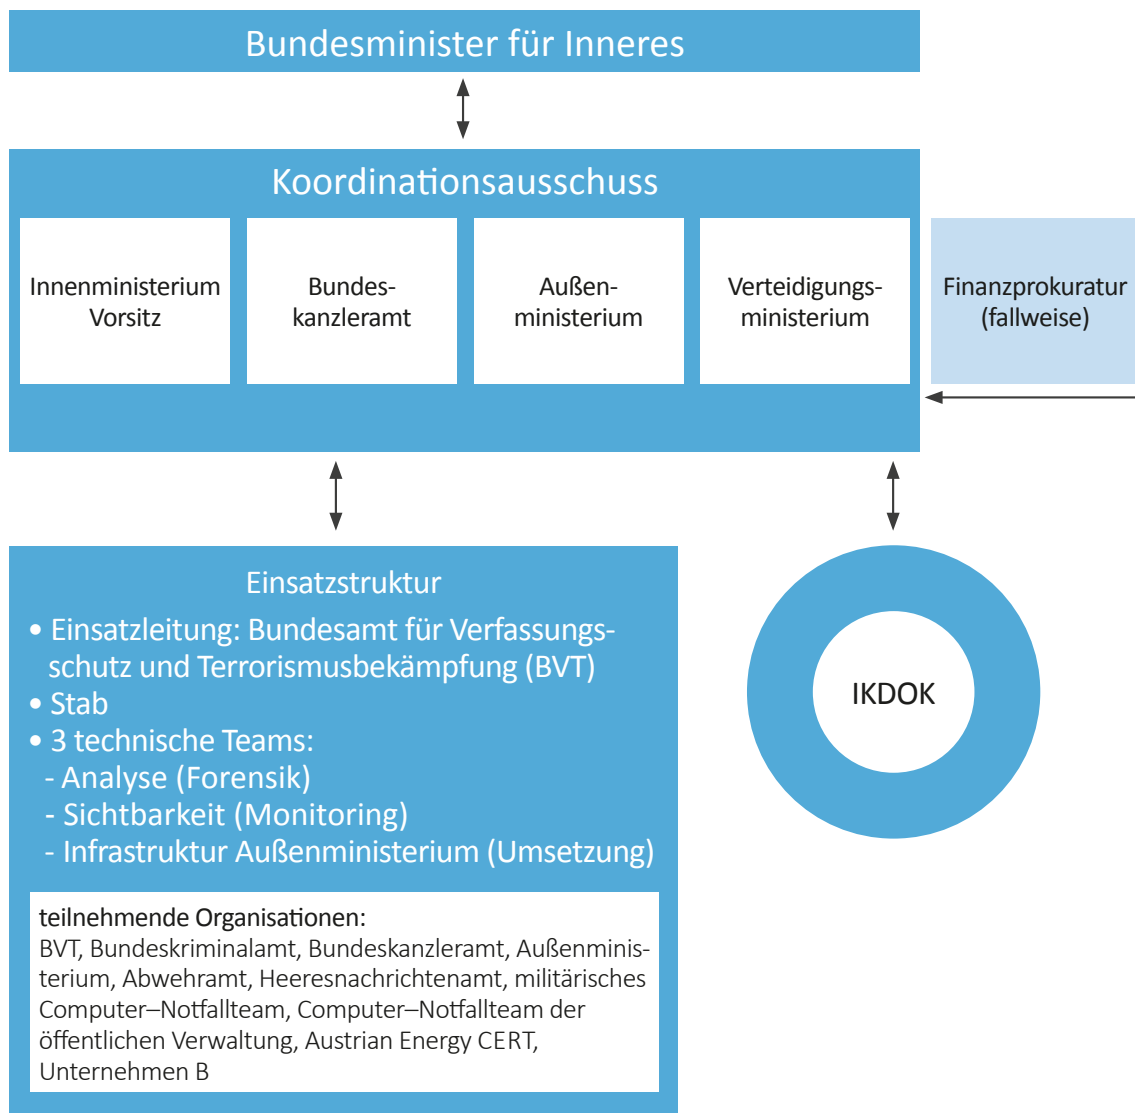 Bundesminister für Inneres
Koordinationsausschuss
Innenministerium
Vorsitz
Bundes-
kanzleramt
Außen-
ministerium
Verteidigungs-
ministerium
Finanzprokuratur
(fallweise)
Einsatzstruktur
• Einsatzleitung: Bundesamt für Verfassungs-
schutz und Terrorismusbekämpfung (BVT)
• Stab
• 3 technische Teams:
- Analyse (Forensik)
- Sichtbarkeit (Monitoring)
- Infrastruktur Außenministerium (Umsetzung)
teilnehmende Organisationen:
BVT, Bundeskriminalamt, Bundeskanzleramt, Außenminis-
terium, Abwehramt, Heeresnachrichtenamt, militärisches
Computer–Notfallteam, Computer–Notfallteam der
öffentlichen Verwaltung, Austrian Energy CERT,
Unternehmen B
IKDOK